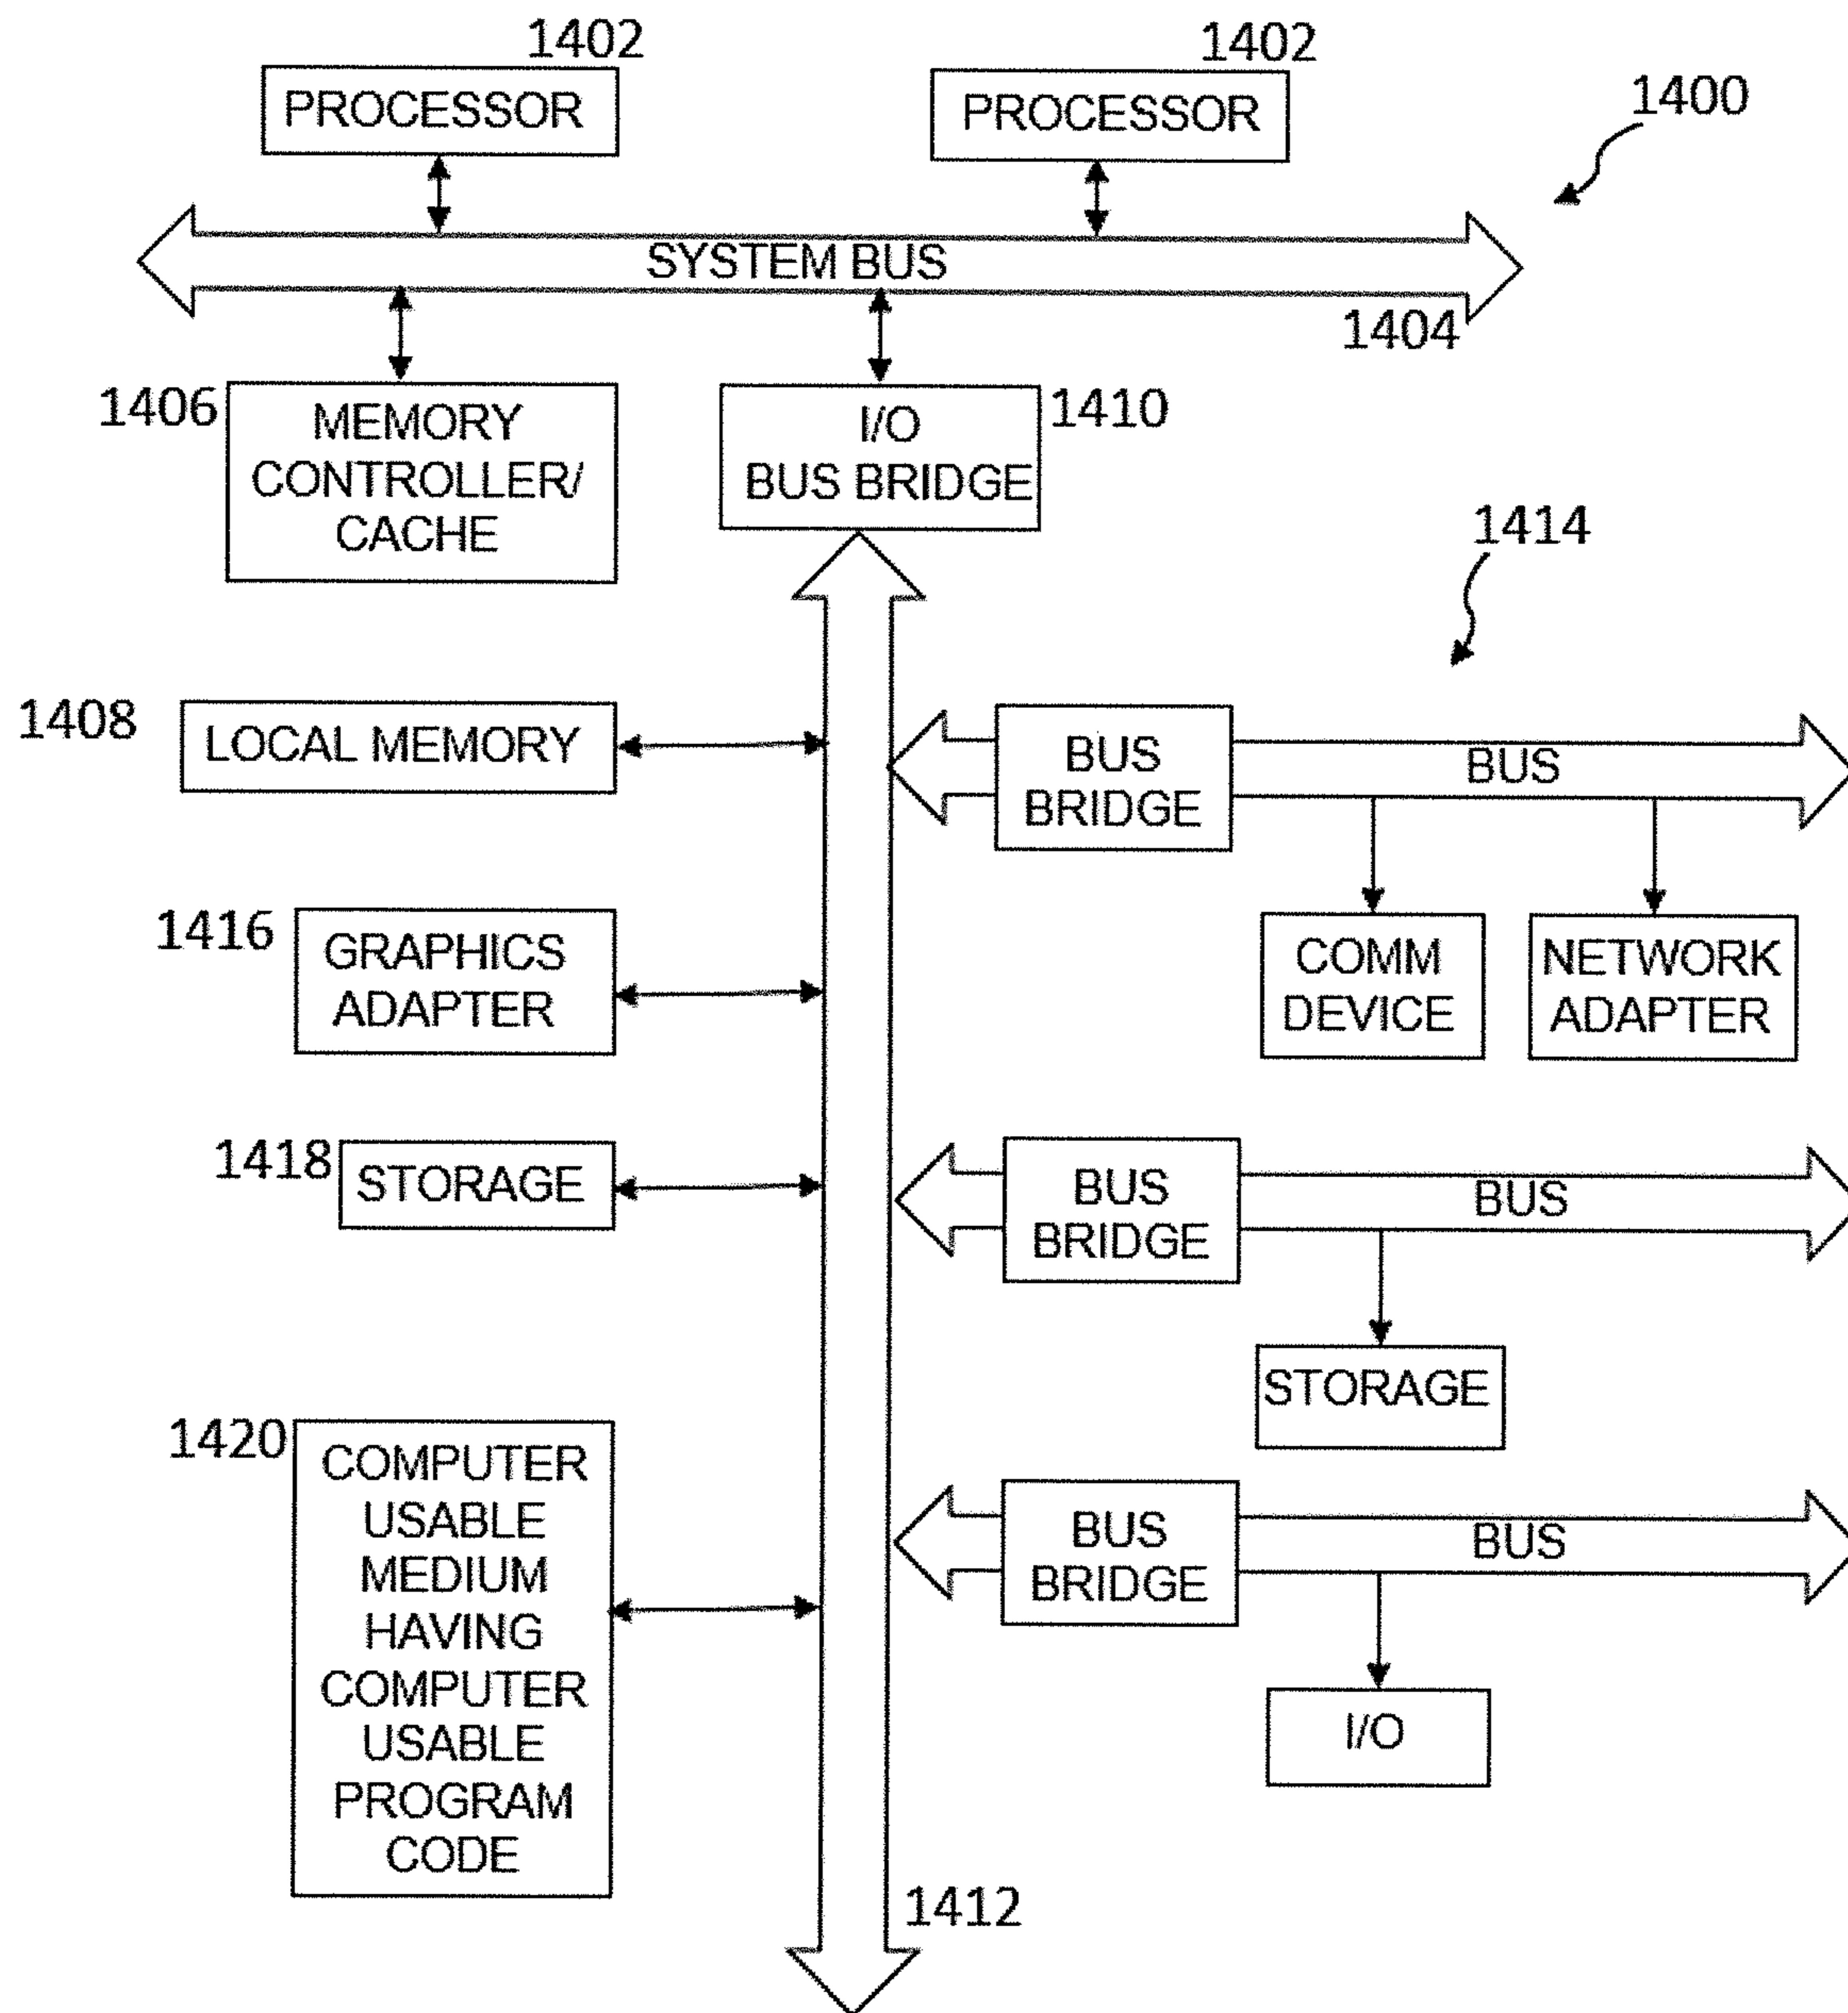 1402
1402
PROCESSOR
PROCESSOR
1400
SYSTEM BUS
1404
1406
MEMORY
CONTROLLER/
CACHE
I/O
BUS BRIDGE
1410
1414
1408
LOCAL MEMORY
BUS
BRIDGE
BUS
1416
GRAPHICS
ADAPTER
COMM
DEVICE
NETWORK
ADAPTER
1418
STORAGE
BUS
BRIDGE
BUS
STORAGE
1420
COMPUTER
USABLE
MEDIUM
HAVING
COMPUTER
USABLE
PROGRAM
CODE
BUS
BRIDGE
BUS
I/O
1412